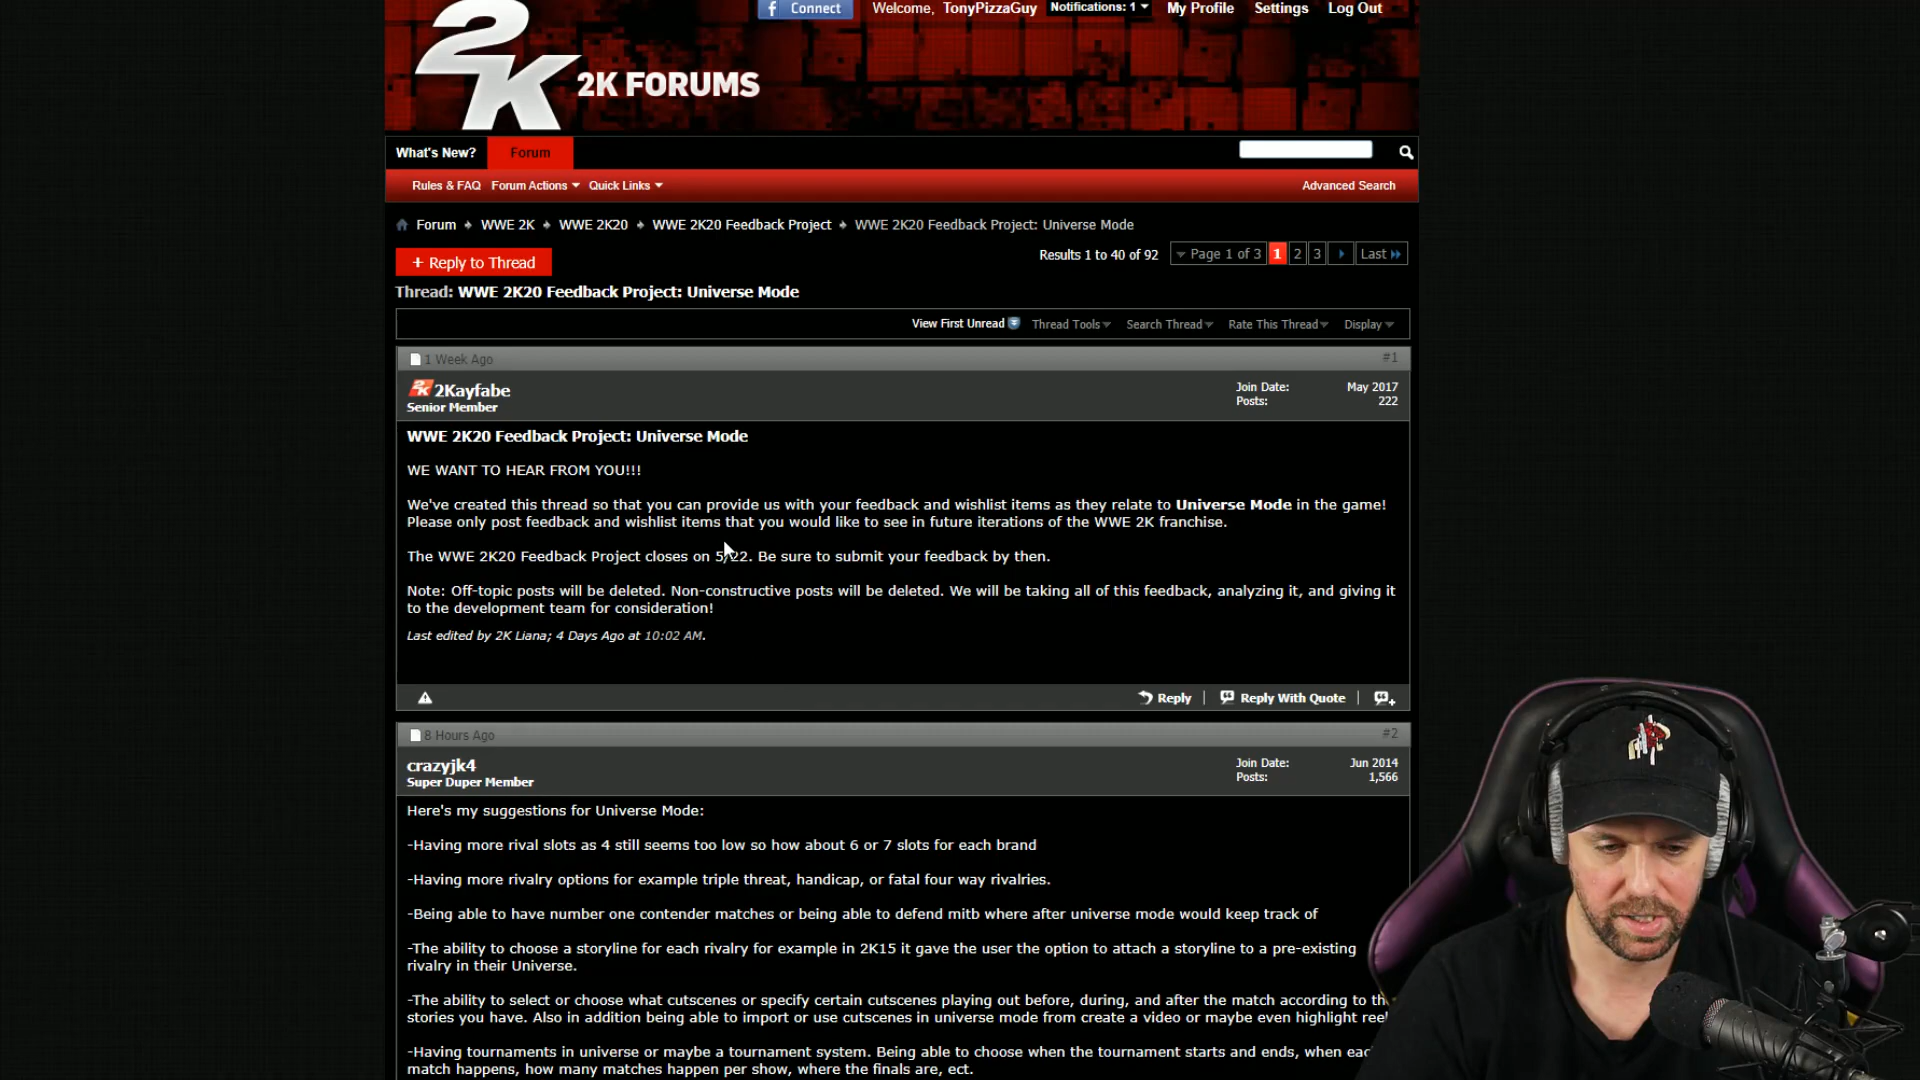 f Connect Welcome, TonyPizzaGuy Notifications: 1 My Profile Settings Log Out
2K 2K FORUMS
What's New? Forum
Rules & FAQ Forum Actions Quick Links Advanced Search
Forum WWE 2K WWE 2K20 WWE 2K20 Feedback Project WWE 2K20 Feedback Project: Universe Mode
+ Reply to Thread Results 1 to 40 of 92 Page 1 of 3 1 2 3 Last
Thread: WWE 2K20 Feedback Project: Universe Mode
View First Unread Thread Tools Search Thread Rate This Thread Display
1 Week Ago #1
2K 2Kayfabe Join Date: May 2017
Senior Member Posts: 222
WWE 2K20 Feedback Project: Universe Mode
WE WANT TO HEAR FROM YOU!!!
We've created this thread so that you can provide us with your feedback and wishlist items as they relate to Universe Mode in the game!
Please only post feedback and wishlist items that you would like to see in future iterations of the WWE 2K franchise.
The WWE 2K20 Feedback Project closes on 5/22. Be sure to submit your feedback by then.
Note: Off-topic posts will be deleted. Non-constructive posts will be deleted. We will be taking all of this feedback, analyzing it, and giving it
to the development team for consideration!
Last edited by 2K Liana; 4 Days Ago at 10:02 AM.
Reply Reply With Quote
8 Hours Ago #2
crazyjk4 Join Date: Jun 2014
Super Duper Member Posts: 1,566
Here's my suggestions for Universe Mode:
-Having more rival slots as 4 still seems too low so how about 6 or 7 slots for each brand
-Having more rivalry options for example triple threat, handicap, or fatal four way rivalries.
-Being able to have number one contender matches or being able to defend mitb where after universe mode would keep track of
-The ability to choose a storyline for each rivalry for example in 2K15 it gave the user the option to attach a storyline to a pre-existing
rivalry in their Universe.
-The ability to select or choose what cutscenes or specify certain cutscenes playing out before, during, and after the match according to th
stories you have. Also in addition being able to import or use cutscenes in universe mode from create a video or maybe even highlight reel
-Having tournaments in universe or maybe a tournament system. Being able to choose when the tournament starts and ends, when eac
match happens, how many matches happen per show, where the finals are, ect.